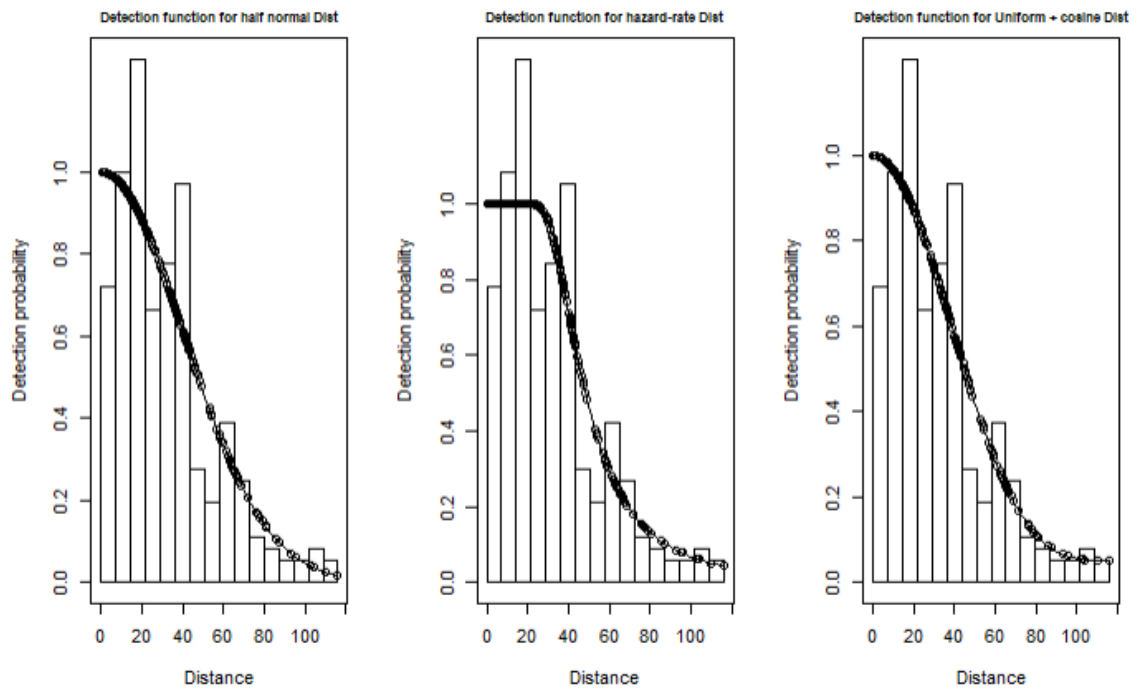 Detection function for half normal Dist
Detection probability
0.0 0.2 0.4 0.6 0.8 1.0
0 20 40 60 80 100
Distance
Detection function for hazard-rate Dist
Detection probability
0.0 0.2 0.4 0.6 0.8 1.0
0 20 40 60 80 100
Distance
Detection function for Uniform + cosine Dist
Detection probability
0.0 0.2 0.4 0.6 0.8 1.0
0 20 40 60 80 100
Distance